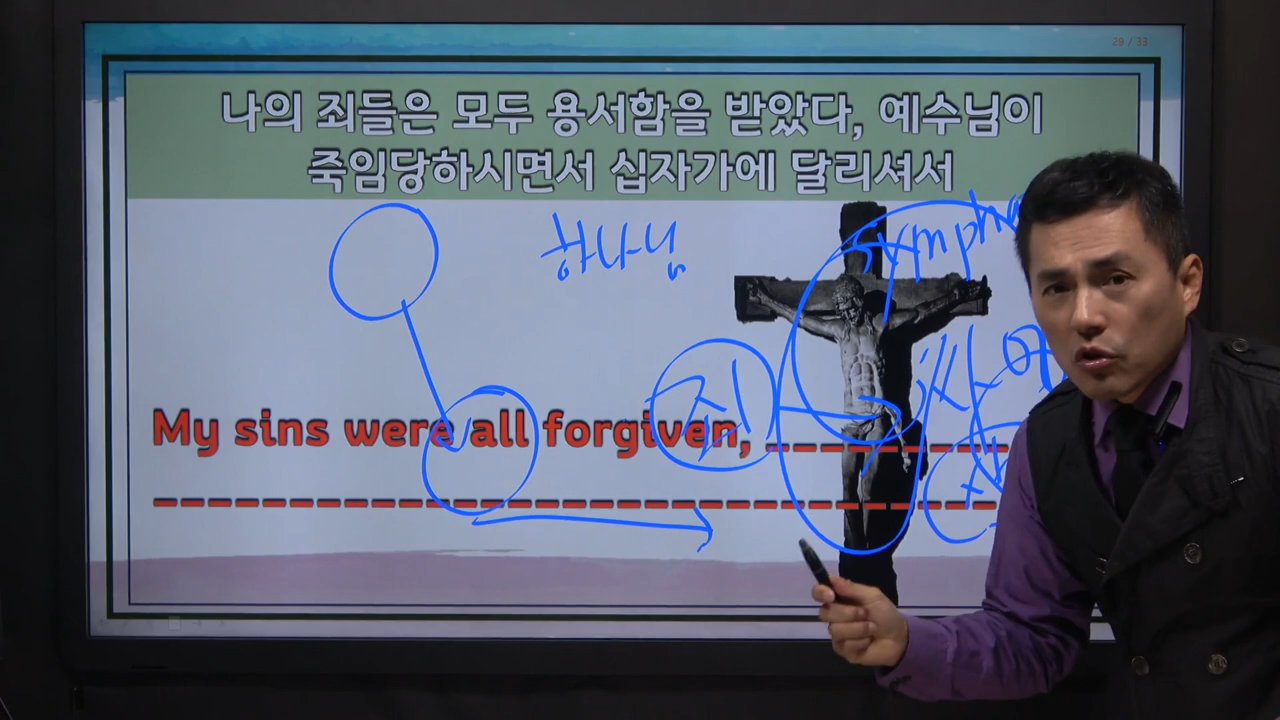 29 / 33
나의 죄들은 모두 용서함을 받았다, 예수님이
죽임당하시면서 십자가에 달리셔서
하나님
sympha
죄
My sins were all forgiven, _ _ _ _ _ _ _ _ _
_ _ _ _ _ _ _ _ _ _ _ _ _ _ _ _ _ _ _ _ _ _ _ _ _ _ _ _ _ _ _